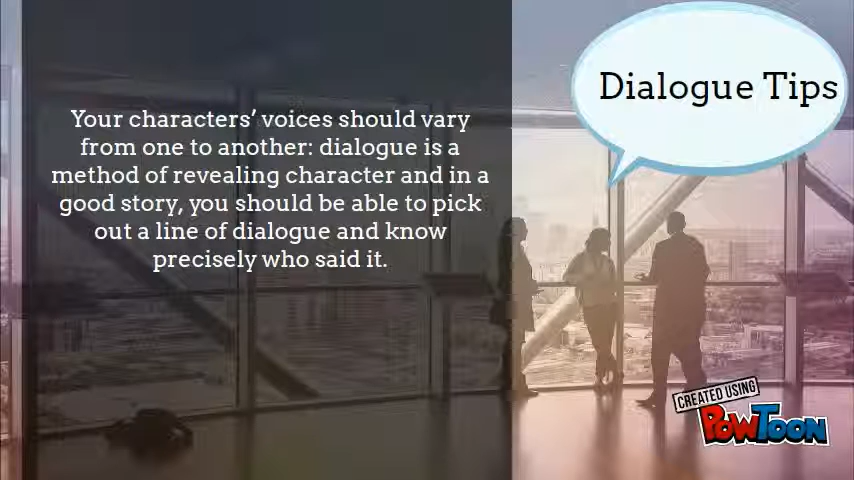 Dialogue Tips
Your characters’ voices should vary
from one to another: dialogue is a
method of revealing character and in a
good story, you should be able to pick
out a line of dialogue and know
precisely who said it.
CREATED USING
POWTOON